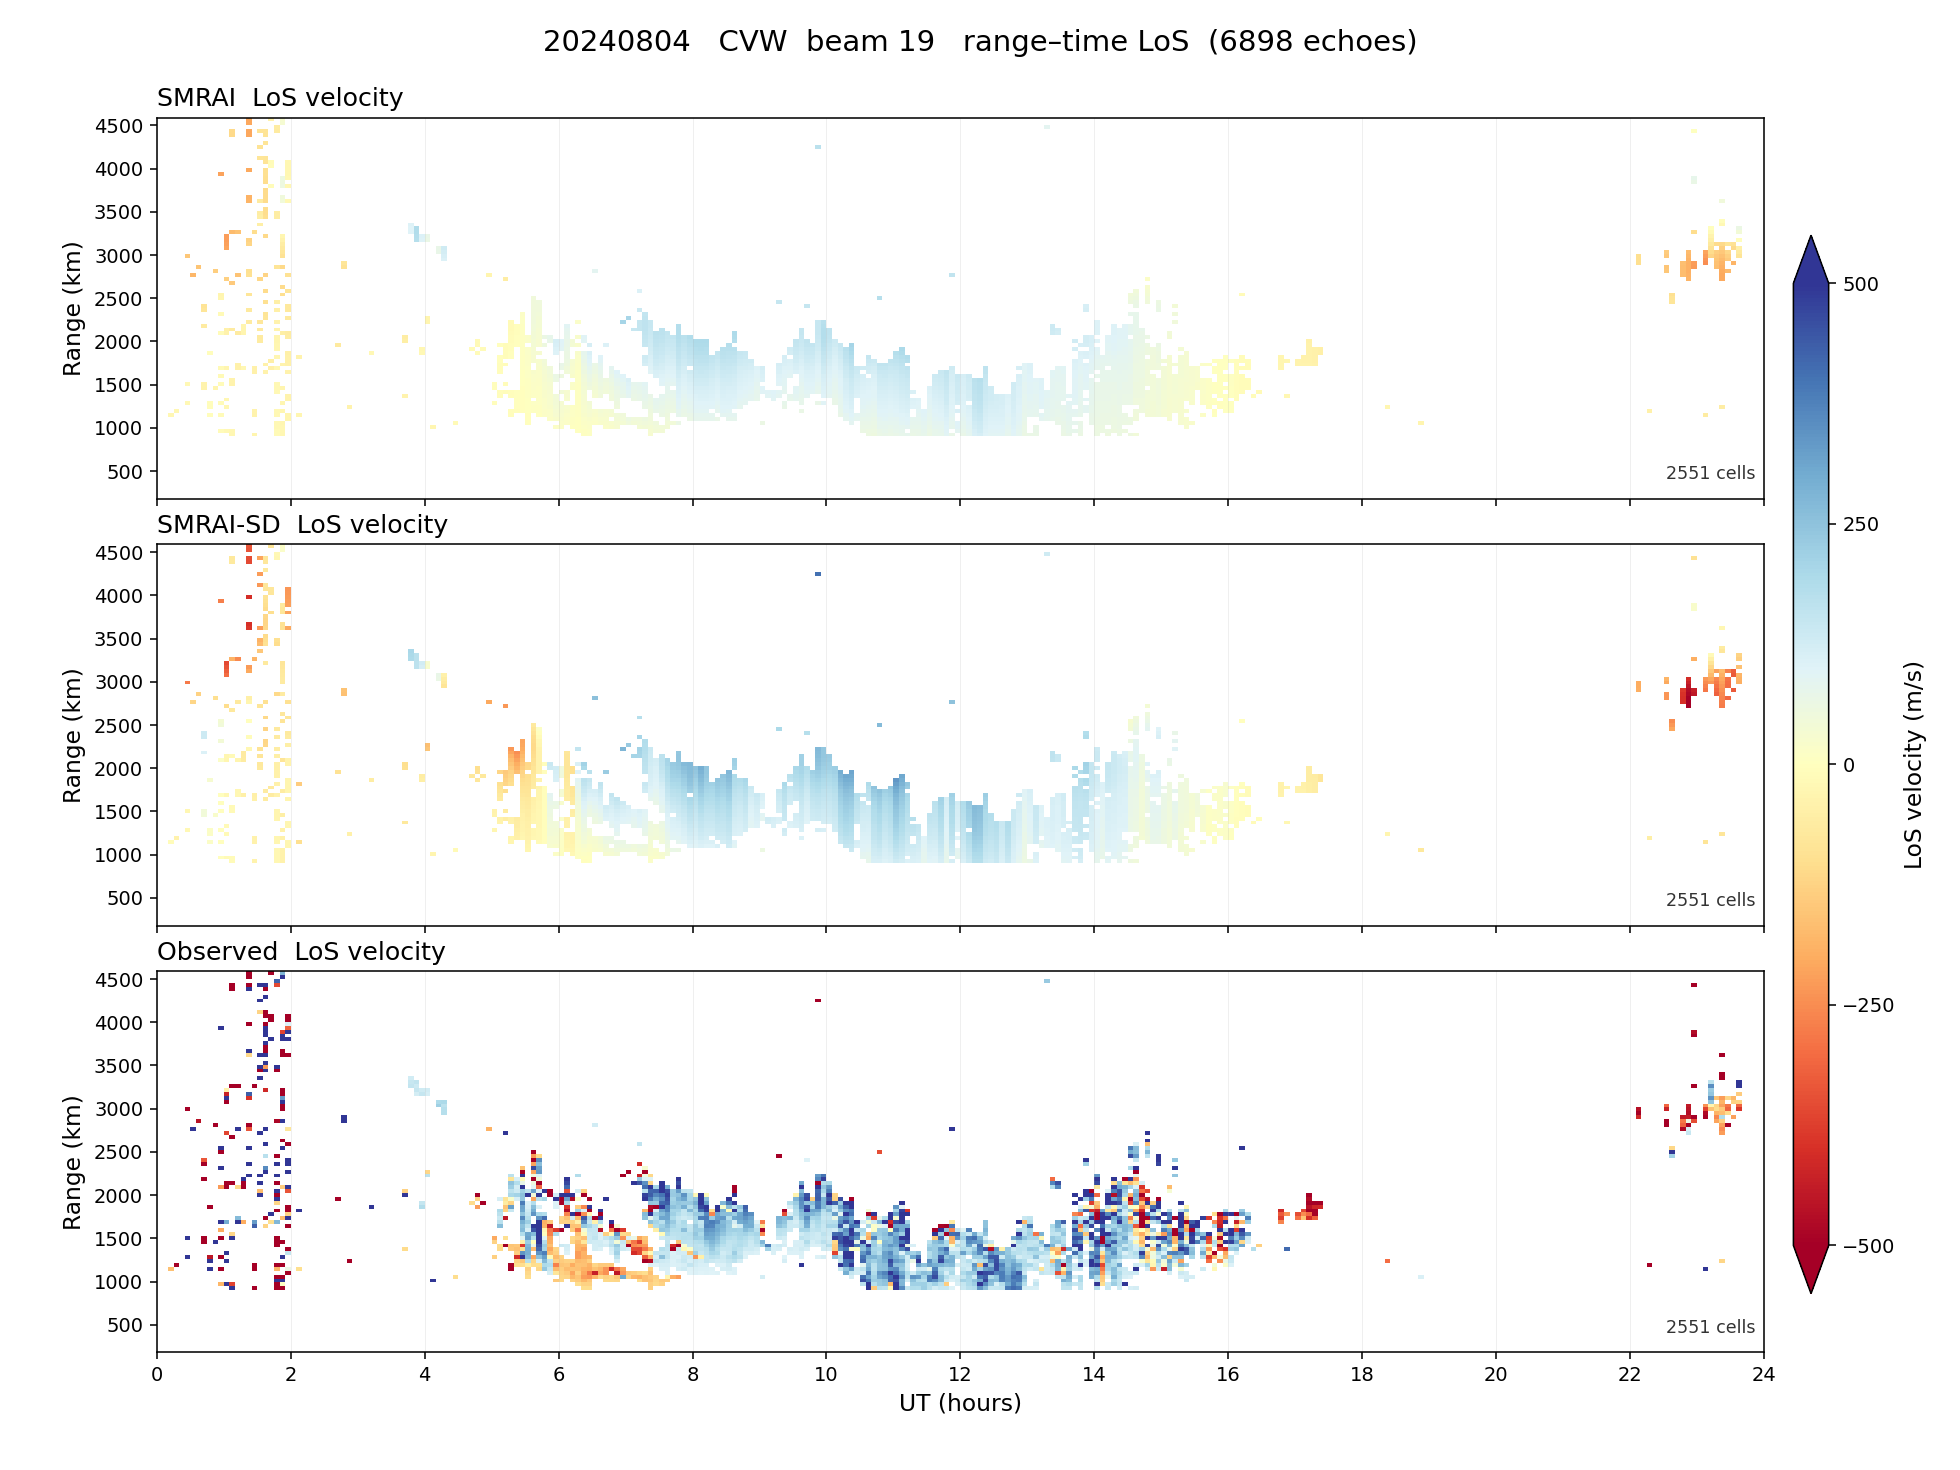 20240804   CVW  beam 19   range–time LoS  (6898 echoes)
SMRAI  LoS velocity
4500
4000
3500
3000
2500
2000
1500
1000
500
Range (km)
2551 cells
SMRAI-SD  LoS velocity
4500
4000
3500
3000
2500
2000
1500
1000
500
Range (km)
2551 cells
Observed  LoS velocity
4500
4000
3500
3000
2500
2000
1500
1000
500
Range (km)
2551 cells
0 2 4 6 8 10 12 14 16 18 20 22 24
UT (hours)
500
250
0
−250
−500
LoS velocity (m/s)